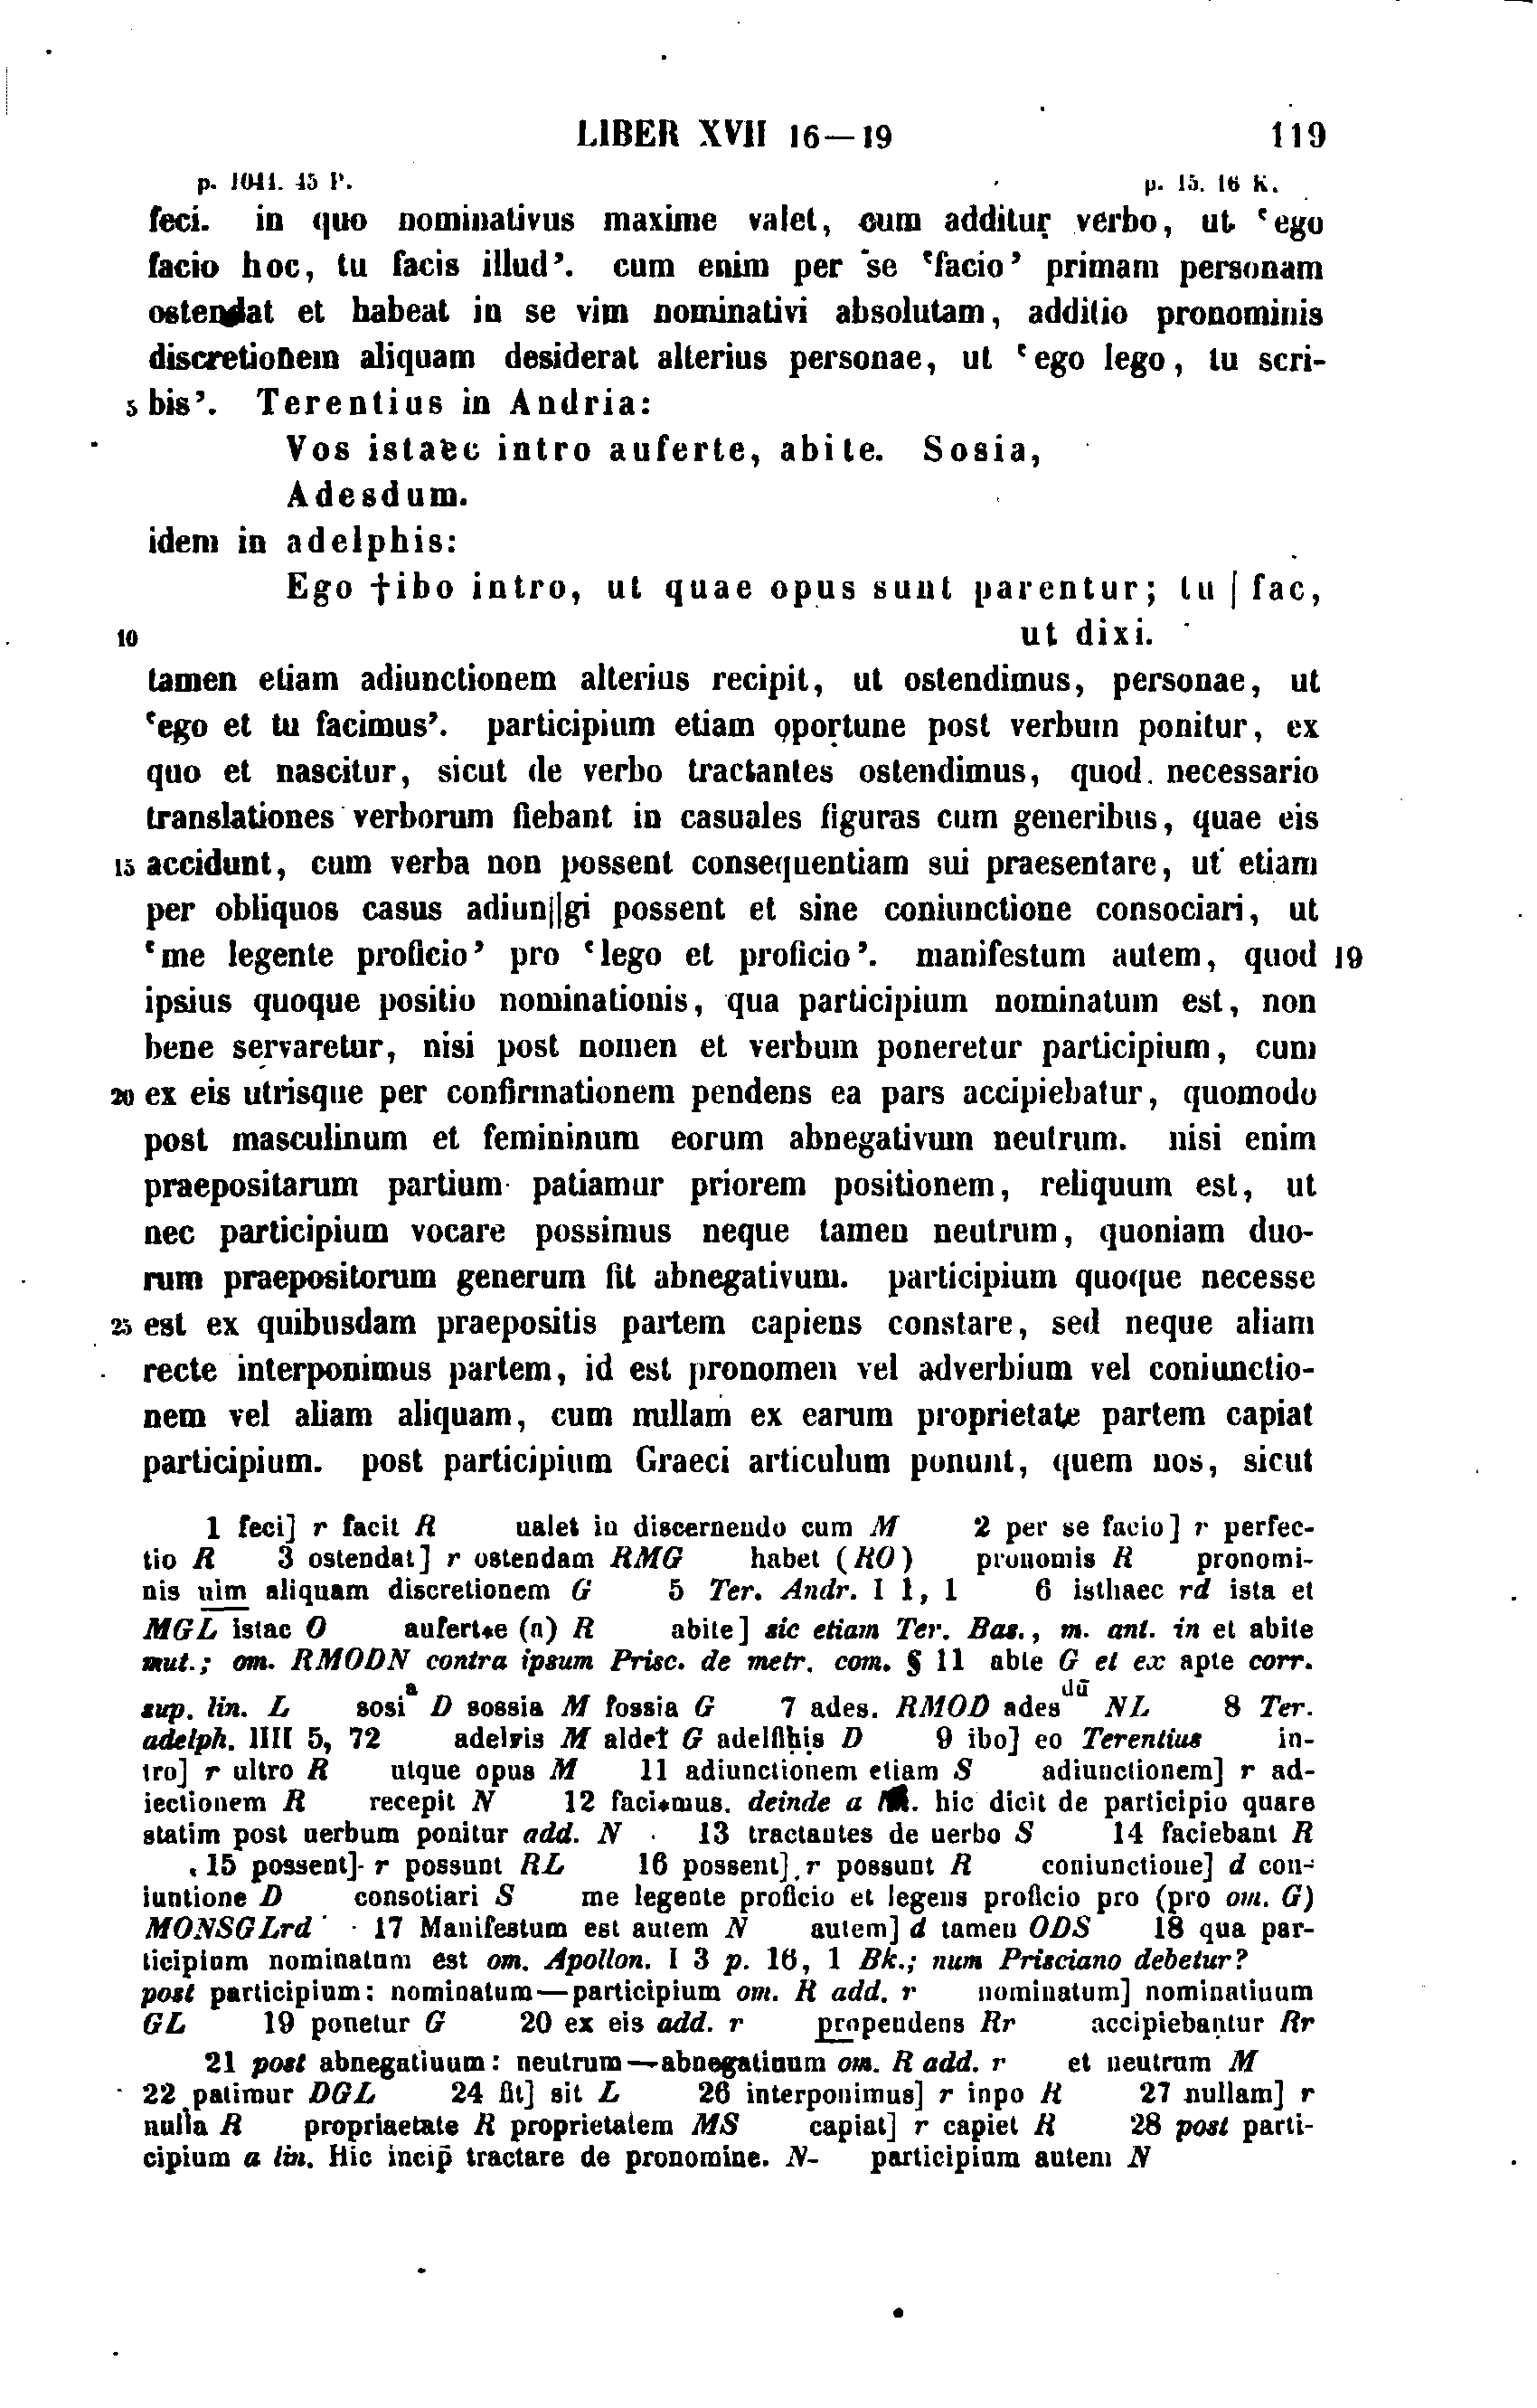 LIBER XVII 16—19 119
p. 1041. 45 P. p. 15. 16 K.
feci. in quo nominativus maxime valet, cum additur verbo, ut ‘ego
facio hoc, tu facis illud’. cum enim per se ‘facio’ primam personam
ostendat et habeat in se vim nominativi absolutam, additio pronominis
discretionem aliquam desiderat alterius personae, ut ‘ego lego, tu scri-
5 bis’. Terentius in Andria:
Vos istaec intro auferte, abite. Sosia,
Adesdum.
idem in adelphis:
Ego †ibo intro, ut quae opus sunt parentur; tu | fac,
10 ut dixi.
tamen etiam adiunctionem alterius recipit, ut ostendimus, personae, ut
‘ego et tu facimus’. participium etiam oportune post verbum ponitur, ex
quo et nascitur, sicut de verbo tractantes ostendimus, quod necessario
translationes verborum fiebant in casuales figuras cum generibus, quae eis
15 accidunt, cum verba non possent consequentiam sui praesentare, ut etiam
per obliquos casus adiun||gi possent et sine coniunctione consociari, ut
‘me legente proficio’ pro ‘lego et proficio’. manifestum autem, quod 19
ipsius quoque positio nominationis, qua participium nominatum est, non
bene servaretur, nisi post nomen et verbum poneretur participium, cum
20 ex eis utrisque per confirmationem pendens ea pars accipiebatur, quomodo
post masculinum et femininum eorum abnegativum neutrum. nisi enim
praepositarum partium patiamur priorem positionem, reliquum est, ut
nec participium vocare possimus neque tamen neutrum, quoniam duo-
rum praepositorum generum fit abnegativum. participium quoque necesse
25 est ex quibusdam praepositis partem capiens constare, sed neque aliam
recte interponimus partem, id est pronomen vel adverbium vel coniunctio-
nem vel aliam aliquam, cum nullam ex earum proprietate partem capiat
participium. post participium Graeci articulum ponunt, quem nos, sicut
1 feci] r facit R ualet in discernendo cum M 2 per se facio] r perfec-
tio R 3 ostendat] r ostendam RMG habet (RO) pronomis R pronomi-
nis uim aliquam discretionem G 5 Ter. Andr. I 1, 1 6 isthaec rd ista et
MGL istac O aufert*e (n) R abite] sic etiam Ter. Bas., m. ant. in et abite
mut.; om. RMODN contra ipsum Prisc. de metr. com. § 11 abte G et ex apte corr.
sup. lin. L sosiᵃ D sossia M fossia G 7 ades. RMOD ades dū NL 8 Ter.
adelph. IIII 5, 72 M G D 9 ibo] eo Terentius in-
tro] r ultro R utque opus M 11 adiunctionem etiam S adiunctionem] r ad-
iectionem R recepit N 12 faci*mus. deinde a hic dicit de participio quare
statim post uerbum ponitur add. N 13 tractantes de uerbo S 14 faciebant R
15 possent] r possunt RL 16 possent] r possunt R coniunctione] d con-
iuntione D consotiari S me legente proficio et legens proficio pro (pro om. G)
MONSGLrd 17 Manifestum est autem N autem] d tamen ODS 18 qua par-
ticipium nominatum est om. Apollon. I 3 p. 16, 1 Bk.; num Prisciano debetur?
post participium: nominatum—participium om. R add. r nominatum] nominatiuum
GL 19 ponetur G 20 ex eis add. r propendens Rr accipiebantur Rr
21 post abnegatiuum: neutrum—abnegatiuum om. R add. r et neutrum M
22 patimur DGL 24 fit] sit L 26 interponimus] r inpo R 27 nullam] r
nulla R propriaetate R proprietatem MS capiat] r capiet R 28 post parti-
cipium a lin. Hic incip̄ tractare de pronomine. N participium autem N